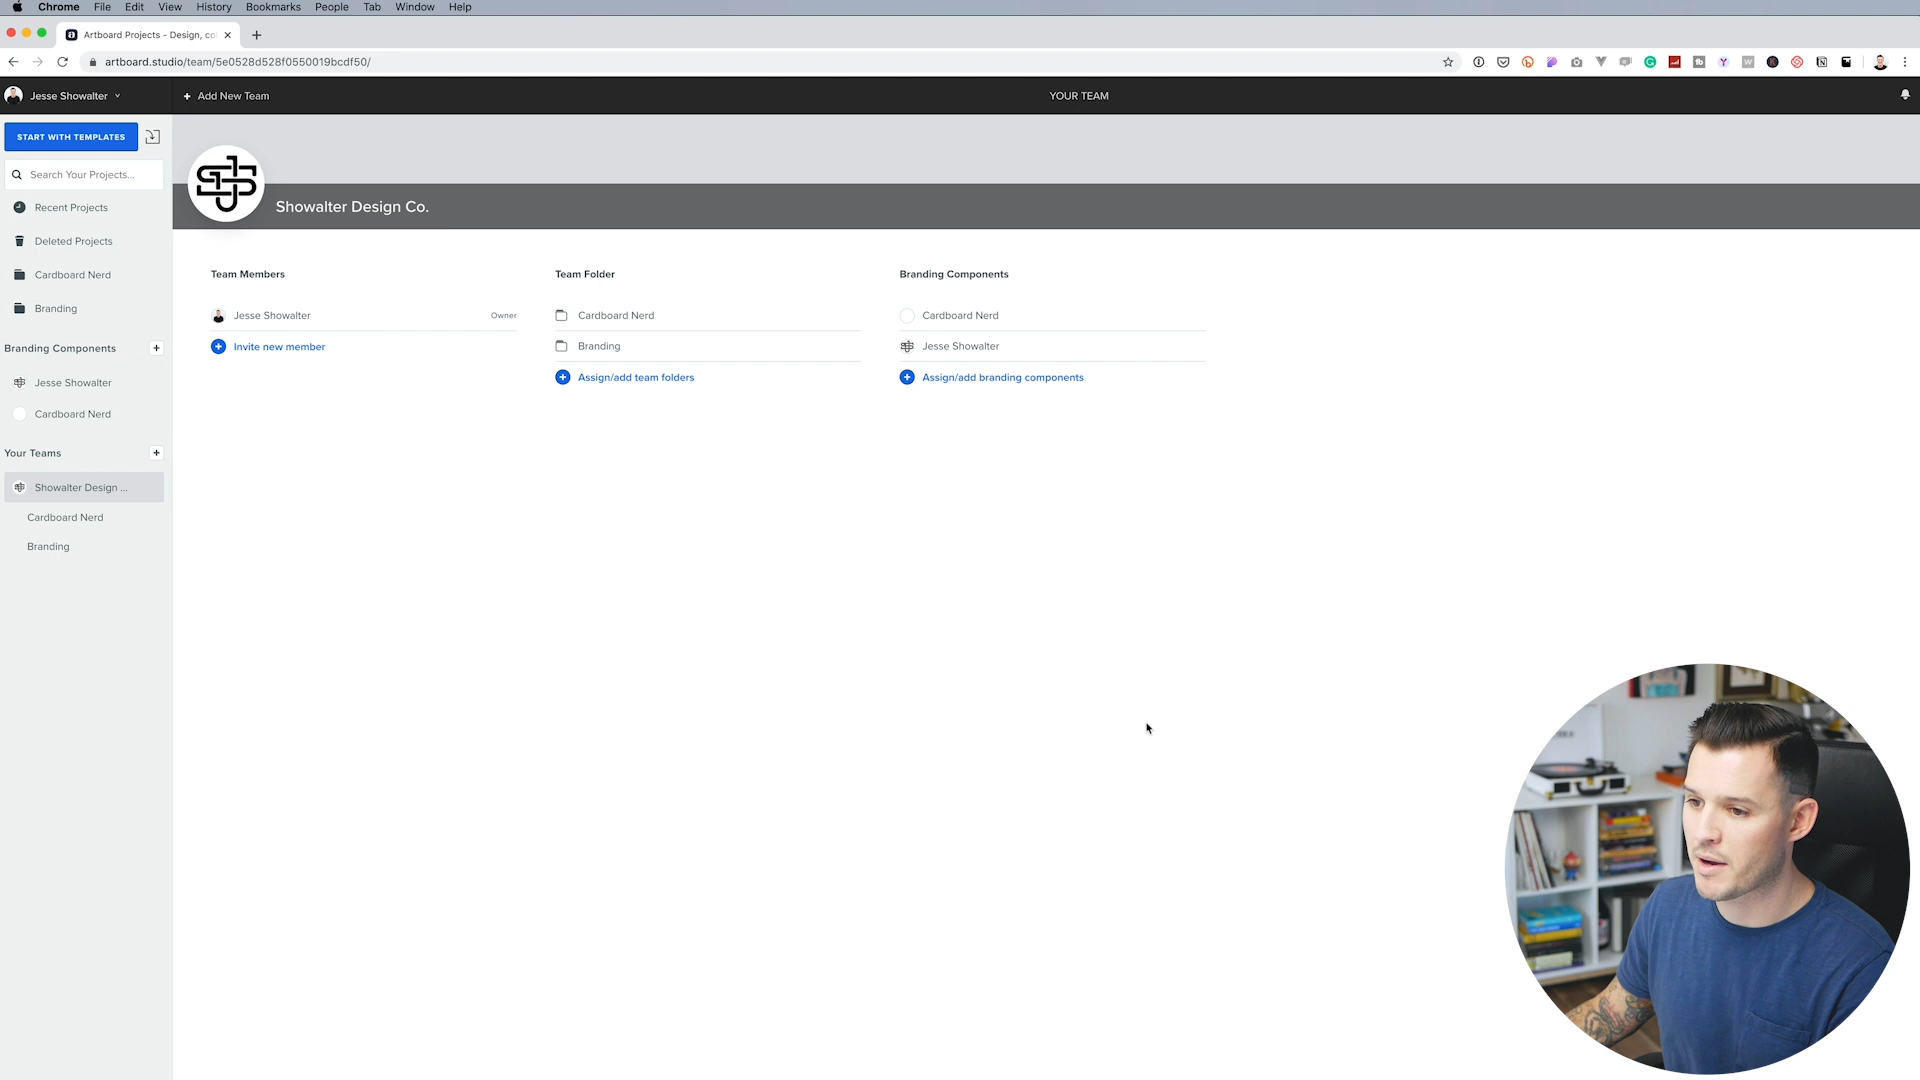 Chrome File Edit View History Bookmarks People Tab Window Help
Artboard Projects - Design, co
artboard.studio/team/5e0528d528f0550019bcdf50/
Jesse Showalter
+ Add New Team
YOUR TEAM
START WITH TEMPLATES
Search Your Projects...
Recent Projects
Deleted Projects
Cardboard Nerd
Branding
Branding Components +
Jesse Showalter
Cardboard Nerd
Your Teams +
Showalter Design ...
Cardboard Nerd
Branding
Showalter Design Co.
Team Members
Jesse Showalter Owner
Invite new member
Team Folder
Cardboard Nerd
Branding
Assign/add team folders
Branding Components
Cardboard Nerd
Jesse Showalter
Assign/add branding components